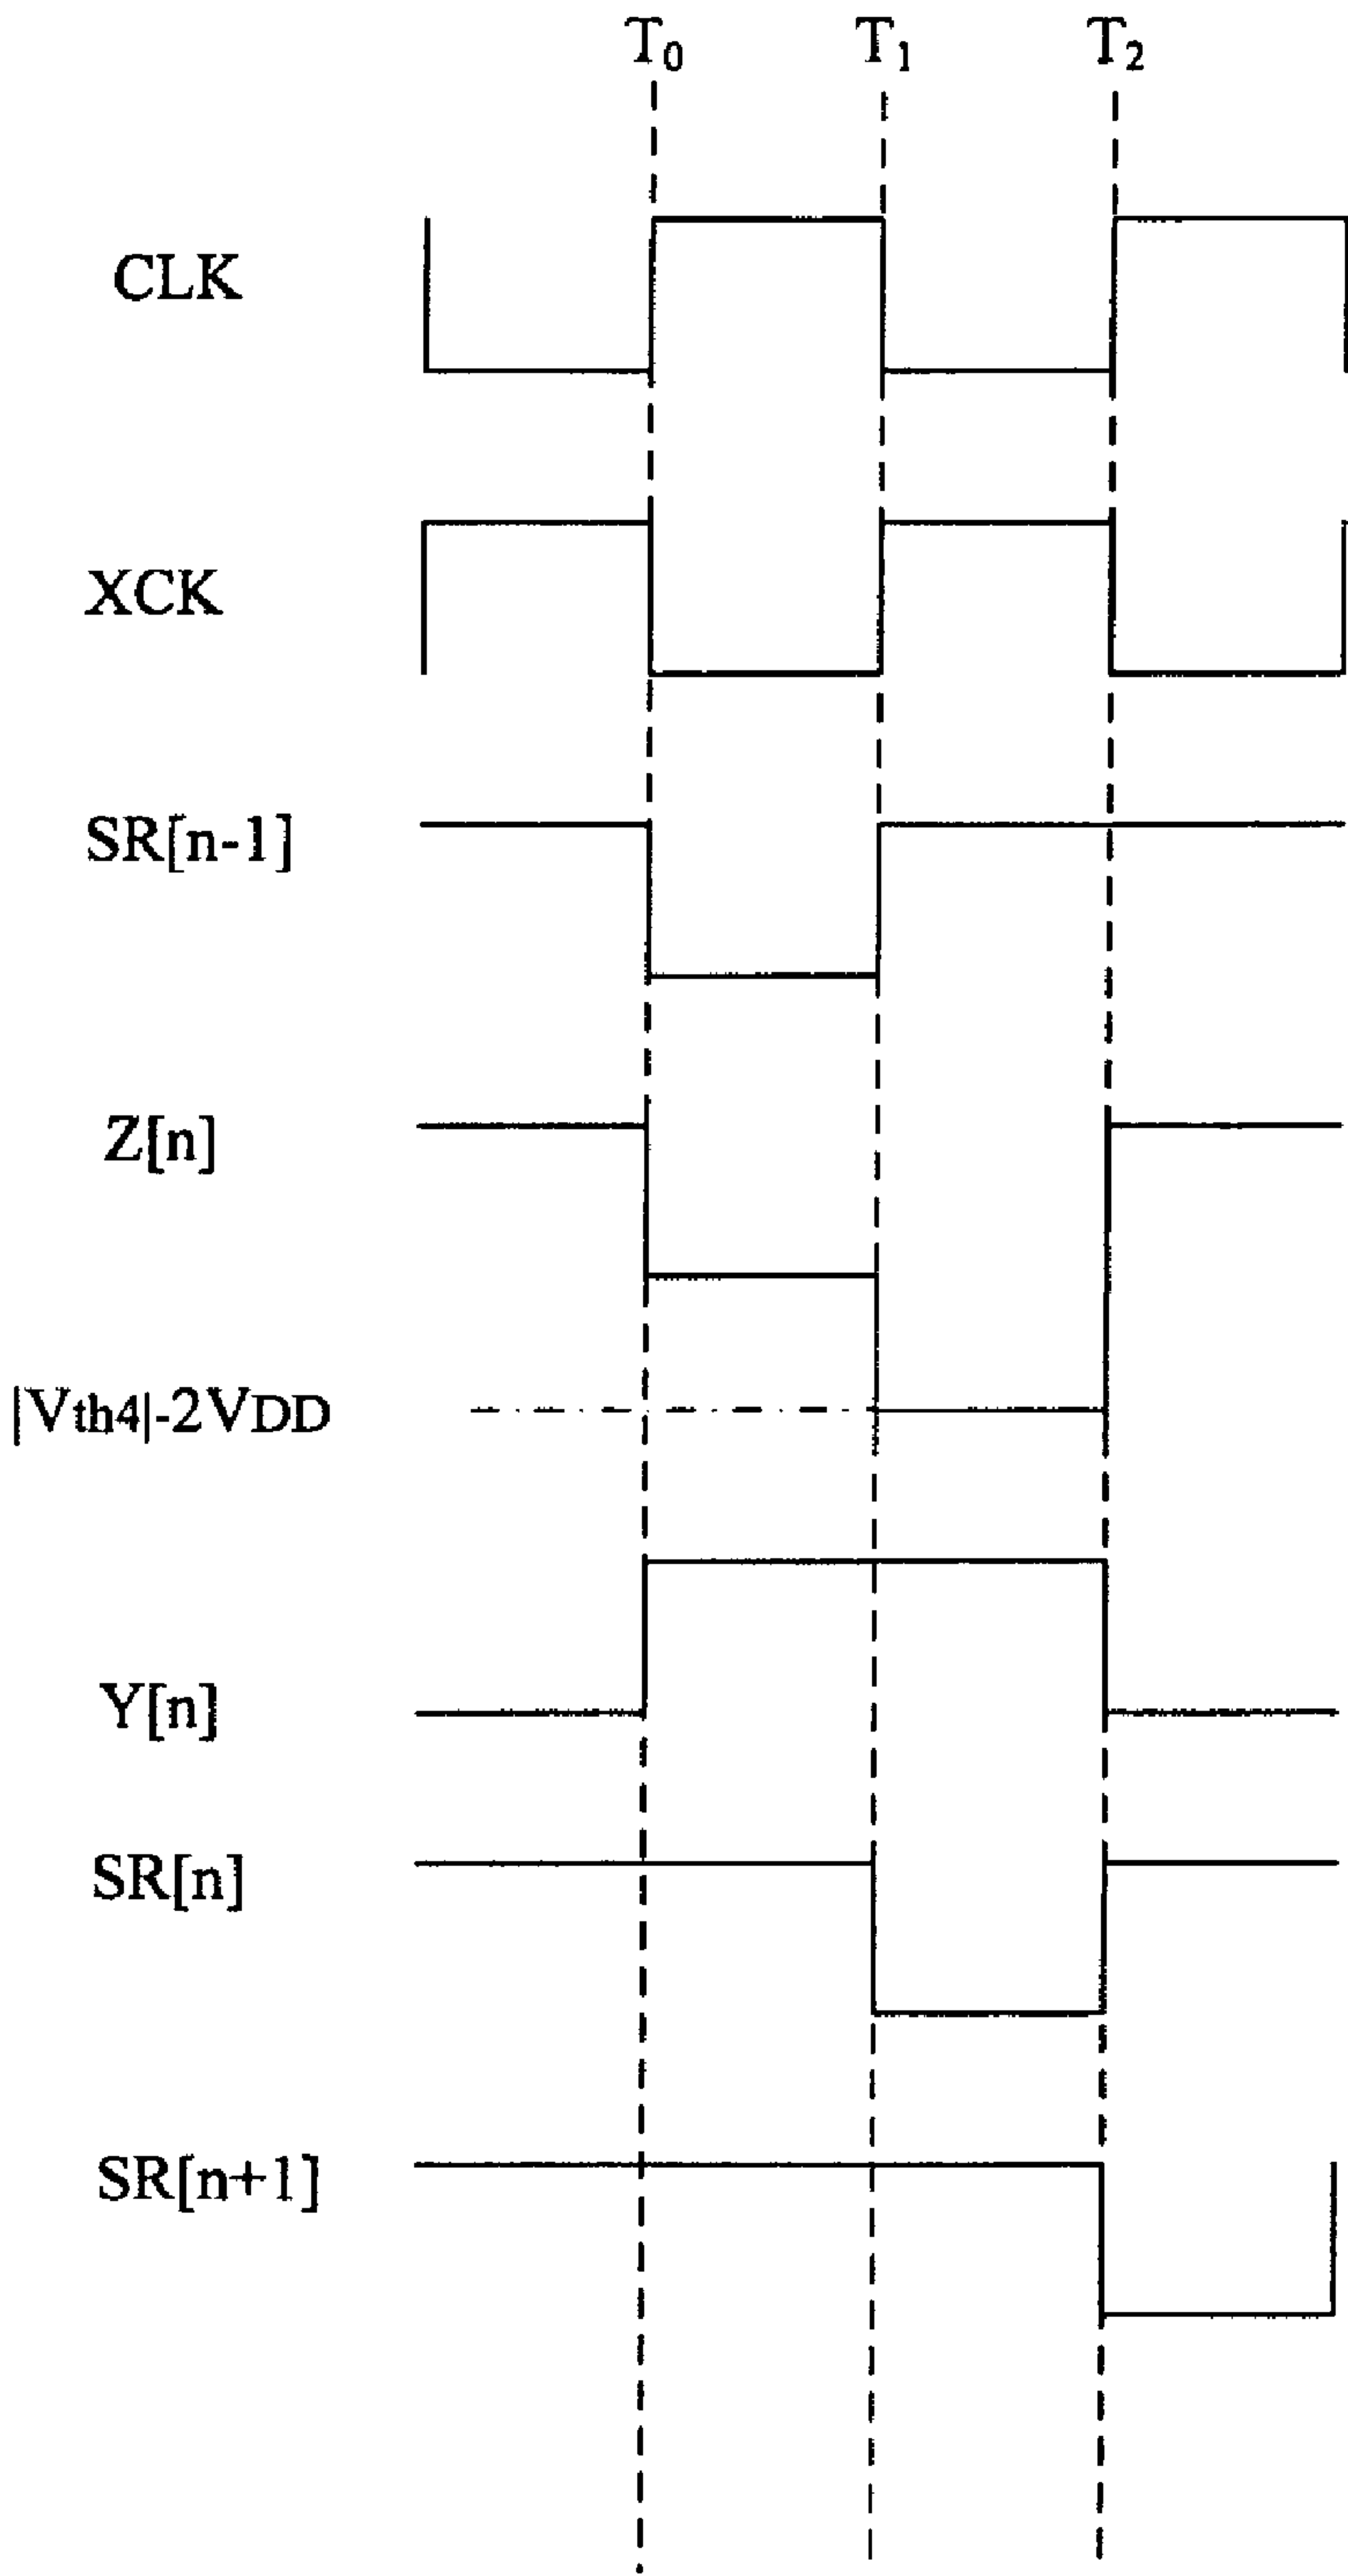 T0 T1 T2
CLK
XCK
SR[n-1]
Z[n]
|Vth4|-2VDD
Y[n]
SR[n]
SR[n+1]